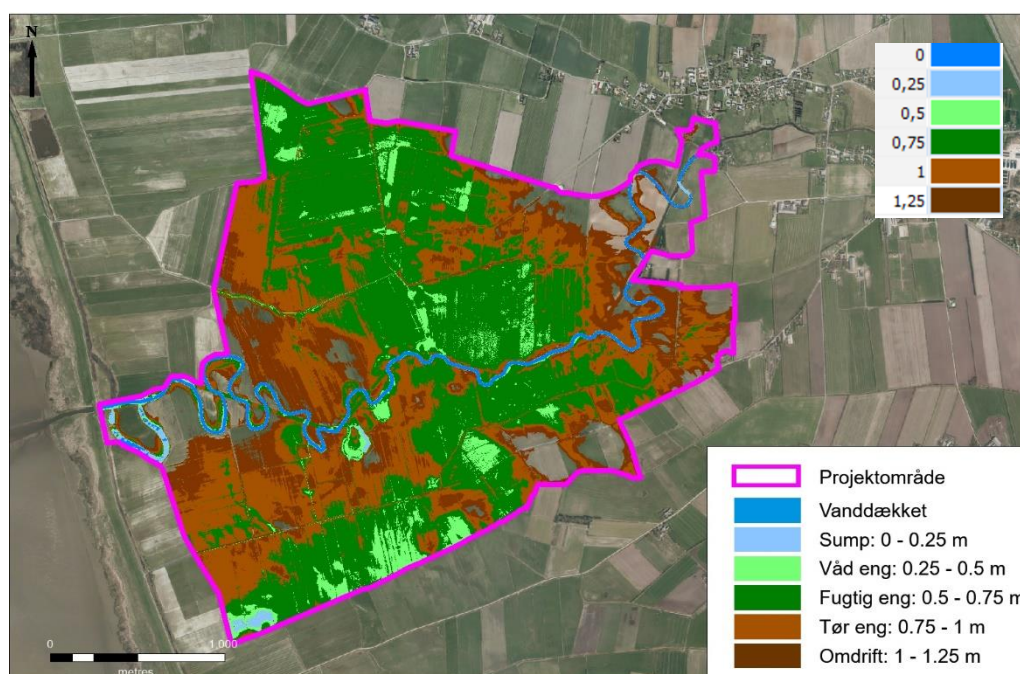 N
0
0,25
0,5
0,75
1
1,25
Projektområde
Vanddækket
Sump: 0 - 0.25 m
Våd eng: 0.25 - 0.5 m
Fugtig eng: 0.5 - 0.75 m
Tør eng: 0.75 - 1 m
Omdrift: 1 - 1.25 m
0 1,000
metres